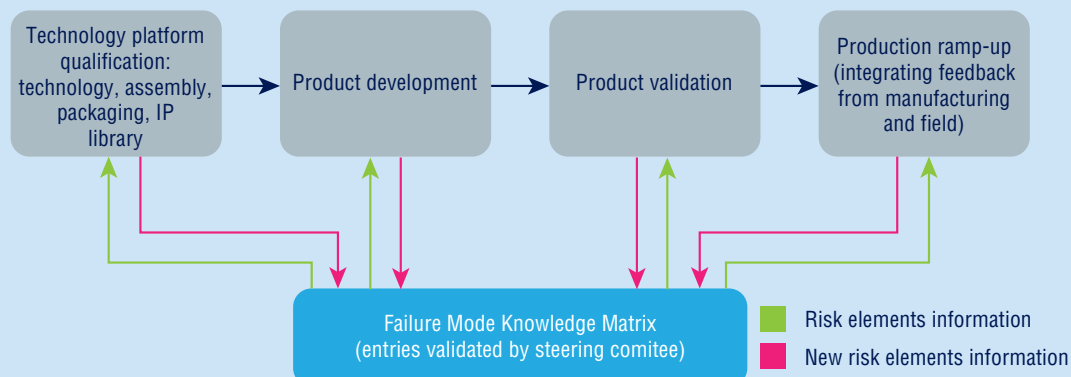 Technology platform
qualification:
technology, assembly,
packaging, IP
library
Product development
Product validation
Production ramp-up
(integrating feedback
from manufacturing
and field)
Failure Mode Knowledge Matrix
(entries validated by steering comitee)
Risk elements information
New risk elements information